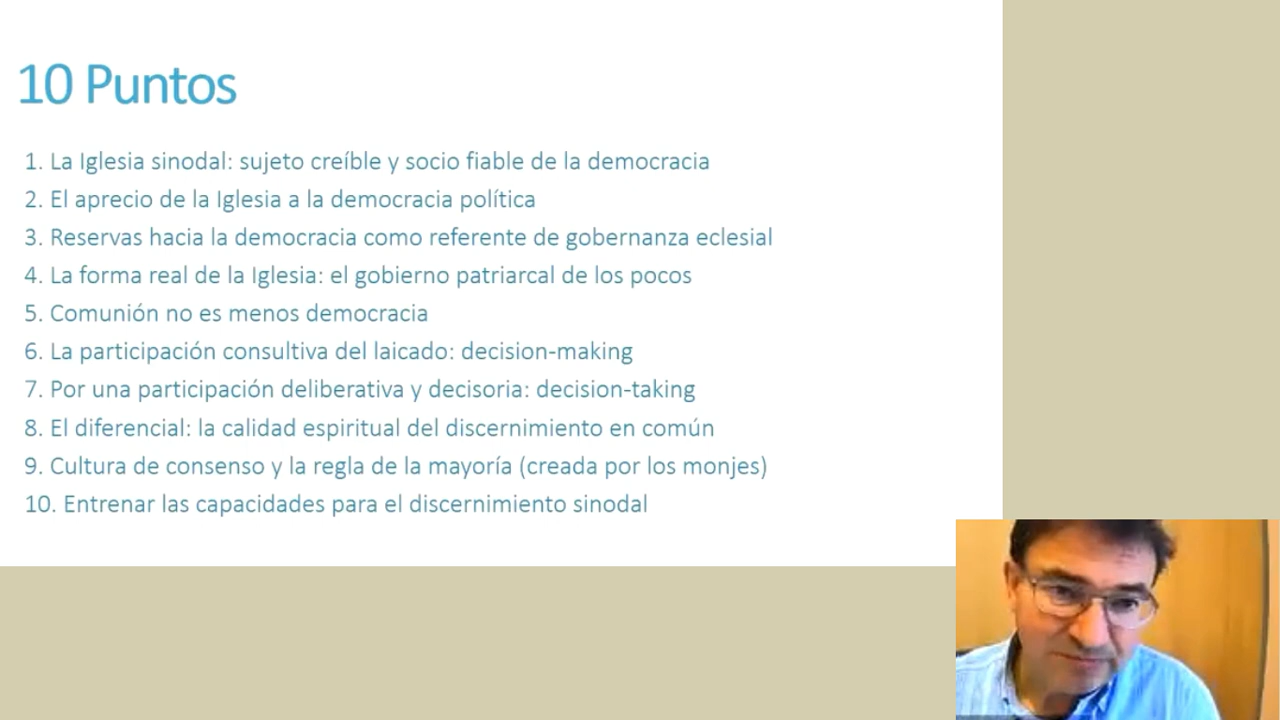 10 Puntos
1. La Iglesia sinodal: sujeto creíble y socio fiable de la democracia
2. El aprecio de la Iglesia a la democracia política
3. Reservas hacia la democracia como referente de gobernanza eclesial
4. La forma real de la Iglesia: el gobierno patriarcal de los pocos
5. Comunión no es menos democracia
6. La participación consultiva del laicado: decision-making
7. Por una participación deliberativa y decisoria: decision-taking
8. El diferencial: la calidad espiritual del discernimiento en común
9. Cultura de consenso y la regla de la mayoría (creada por los monjes)
10. Entrenar las capacidades para el discernimiento sinodal